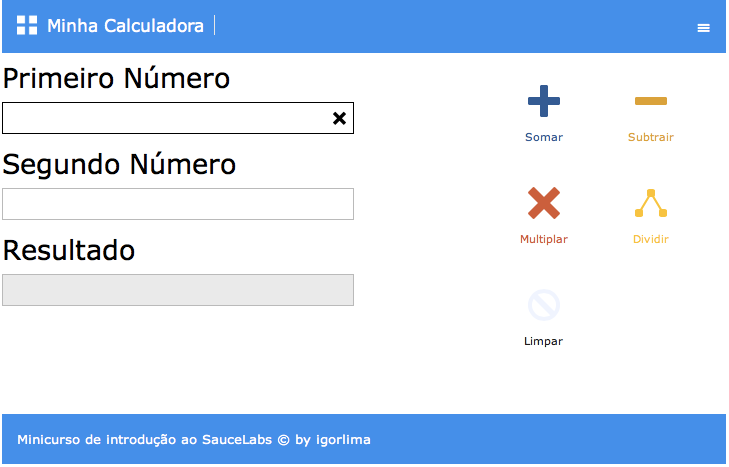 Minha Calculadora
Primeiro Número
Segundo Número
Resultado
Somar
Subtrair
Multiplar
Dividir
Limpar
Minicurso de introdução ao SauceLabs © by igorlima